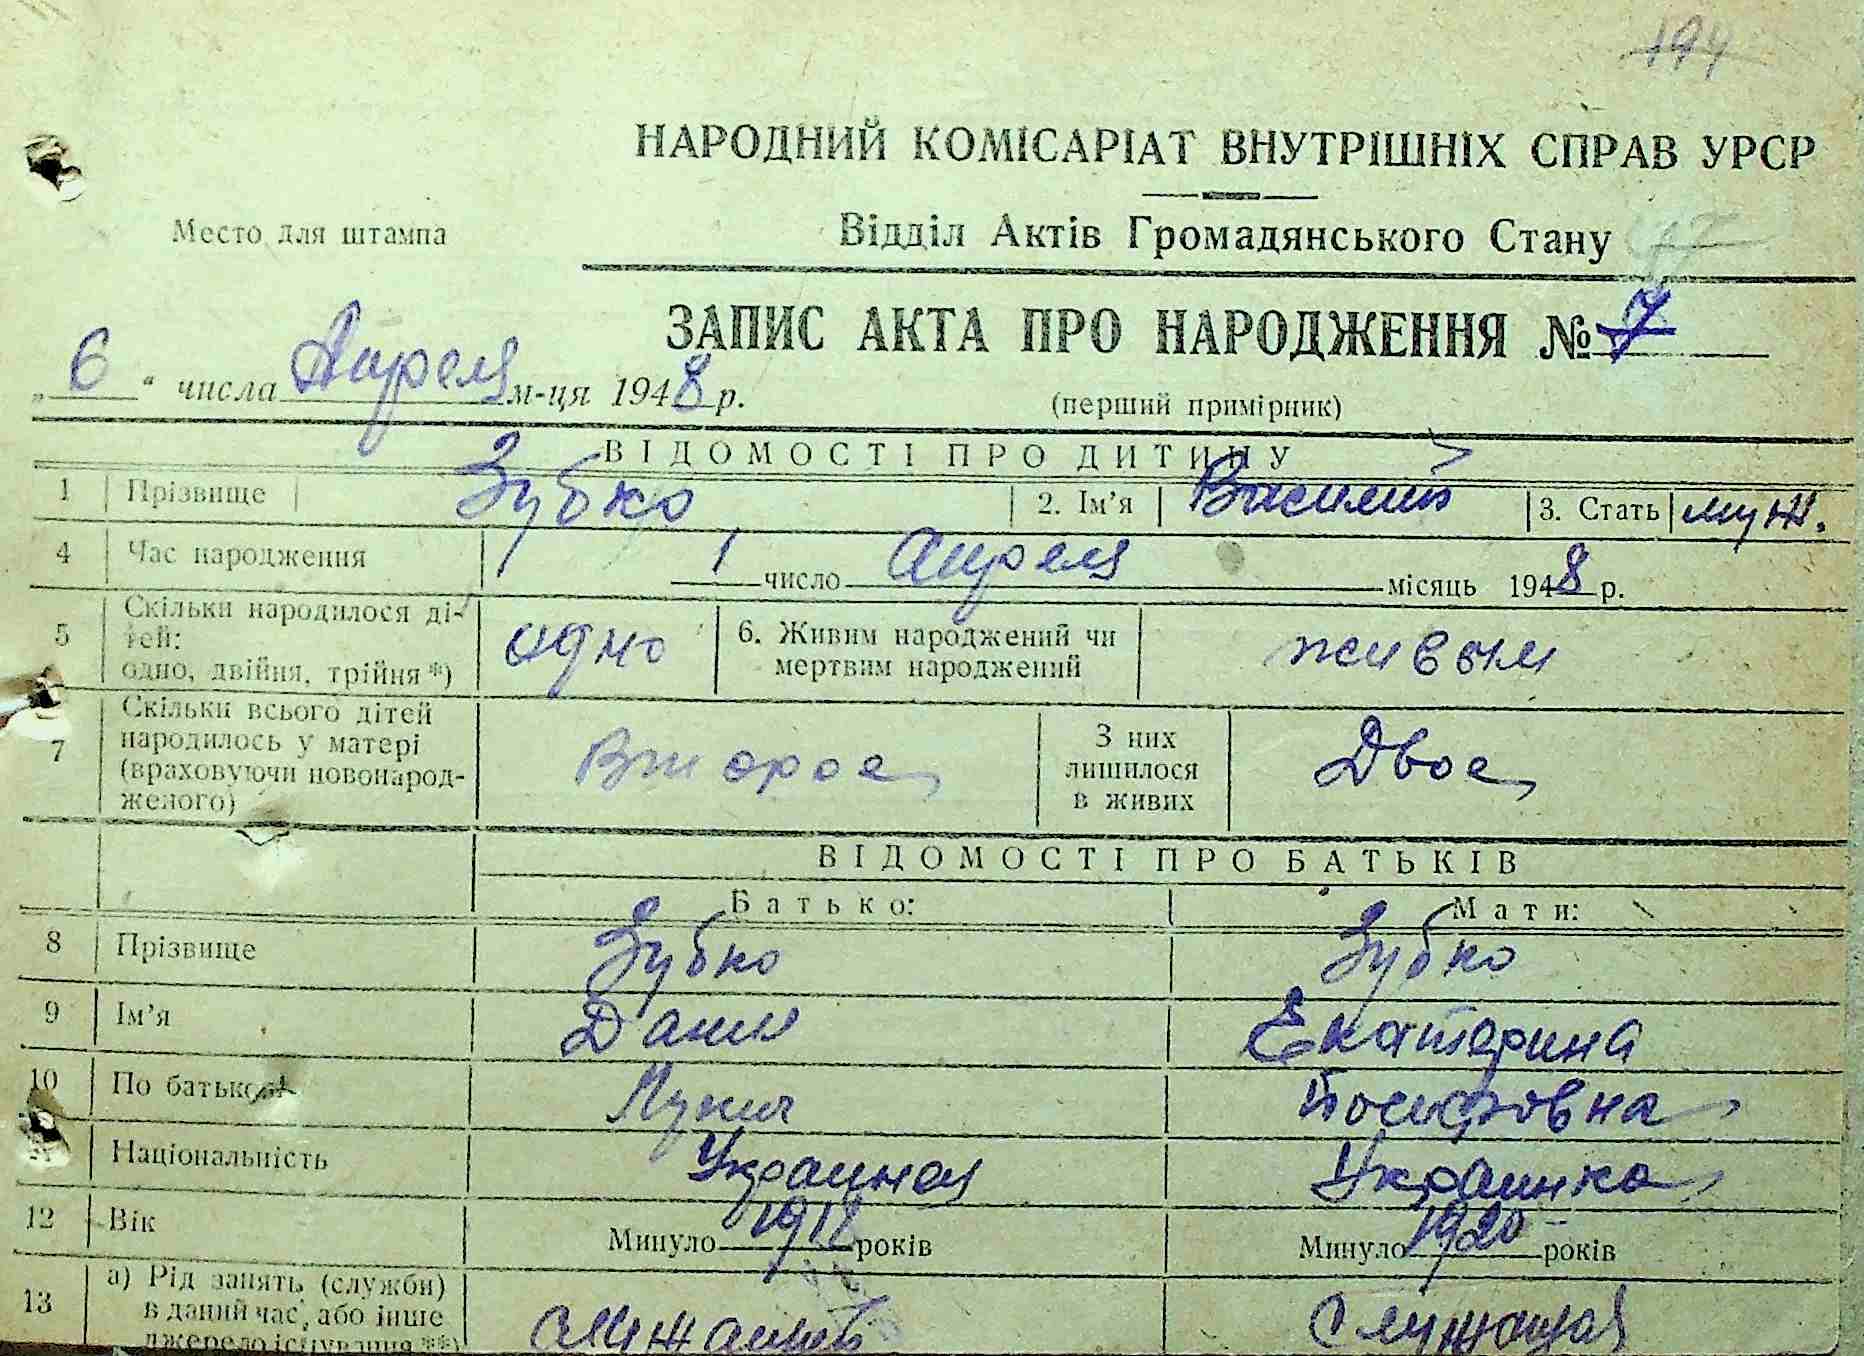 194
НАРОДНИЙ КОМІСАРІАТ ВНУТРІШНІХ СПРАВ УРСР
Место для штампа
Відділ Актів Громадянського Стану
ЗАПИС АКТА ПРО НАРОДЖЕННЯ № 7
„6" числа Апреля м-ця 1948 р.
(перший примірник)
ВІДОМОСТІ ПРО ДИТИНУ
1 Прізвище Зубко 2. Ім'я Василий 3. Стать муж.
4 Час народження 1 число апреля місяць 1948 р.
5 Скільки народилося дітей: одно, двійня, трійня *) одно 6. Живим народжений чи мертвим народжений живым
7 Скільки всього дітей народилось у матері (враховуючи новонародженого) Второе З них лишилося в живих Двое
ВІДОМОСТІ ПРО БАТЬКІВ
Батько: Мати:
8 Прізвище Зубко Зубко
9 Ім'я Данил Екатерина
10 По батькові Лукич Иосифовна
Національність Украинец Украинка
12 Вік Минуло 1912 років Минуло 1920 років
13 а) Рід занять (служби) в даний час, або інше джерело існування **) служащий Служащая